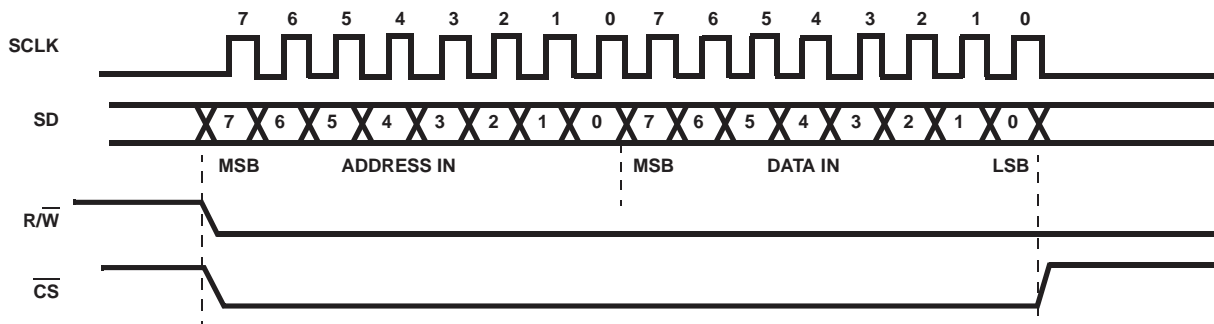 7 6 5 4 3 2 1 0 7 6 5 4 3 2 1 0
SCLK
SD 7 6 5 4 3 2 1 0 7 6 5 4 3 2 1 0
MSB ADDRESS IN MSB DATA IN LSB
R/W̅
C̅S̅